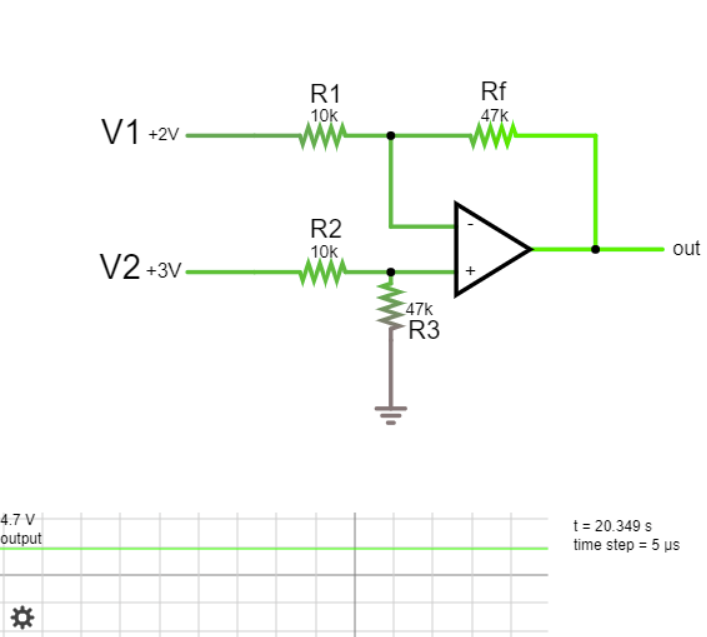 R1
10k
Rf
47k
V1 +2V
-
R2
10k
V2 +3V
+
out
47k
R3
4.7 V
output
t = 20.349 s
time step = 5 µs